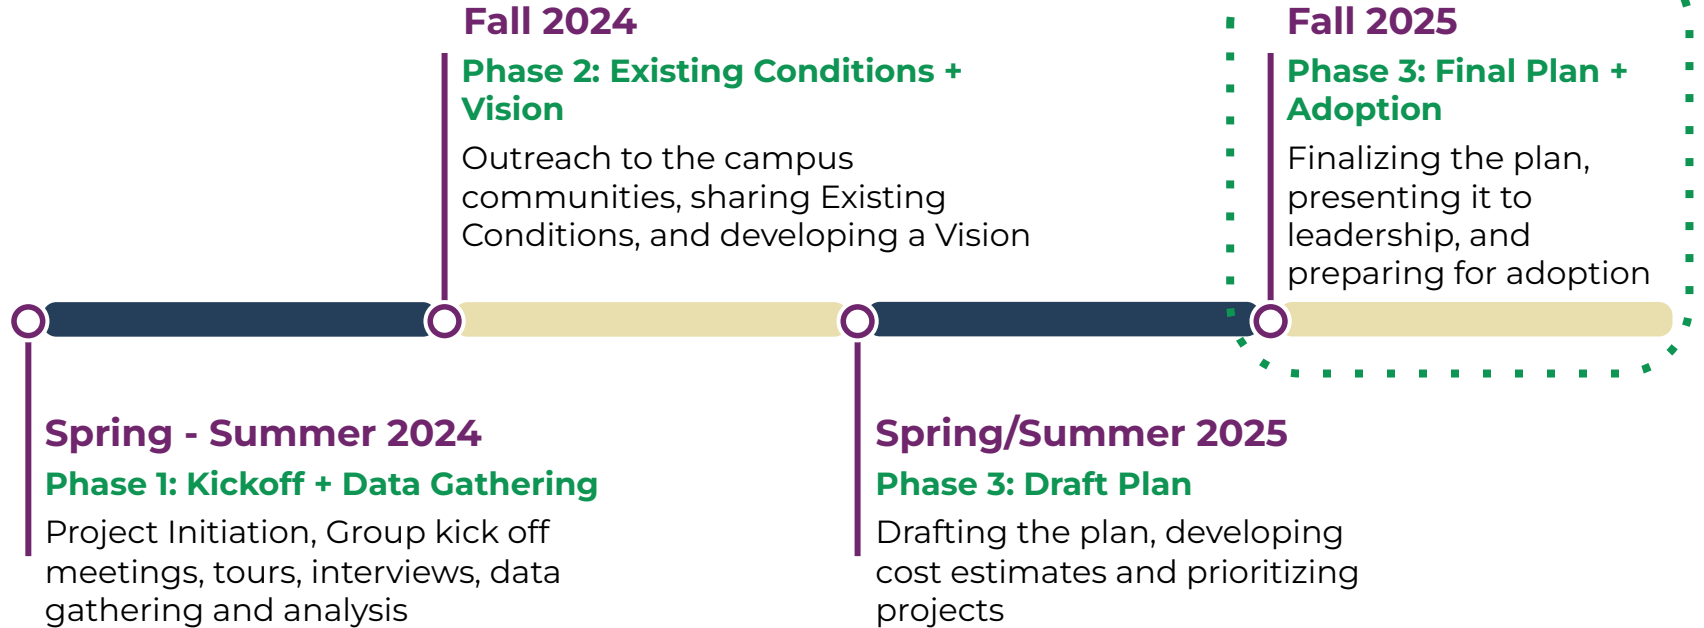 Fall 2024
Phase 2: Existing Conditions +
Vision
Outreach to the campus
communities, sharing Existing
Conditions, and developing a Vision
Fall 2025
Phase 3: Final Plan +
Adoption
Finalizing the plan,
presenting it to
leadership, and
preparing for adoption
Spring - Summer 2024
Phase 1: Kickoff + Data Gathering
Project Initiation, Group kick off
meetings, tours, interviews, data
gathering and analysis
Spring/Summer 2025
Phase 3: Draft Plan
Drafting the plan, developing
cost estimates and prioritizing
projects